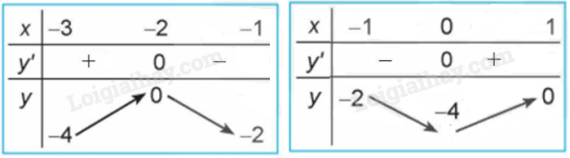 x -3 -2 -1
y' + 0 -
y 0
-4 -2
Loigiaihay.com
x -1 0 1
y' - 0 +
y -2 -4 0
Loigiaihay.com